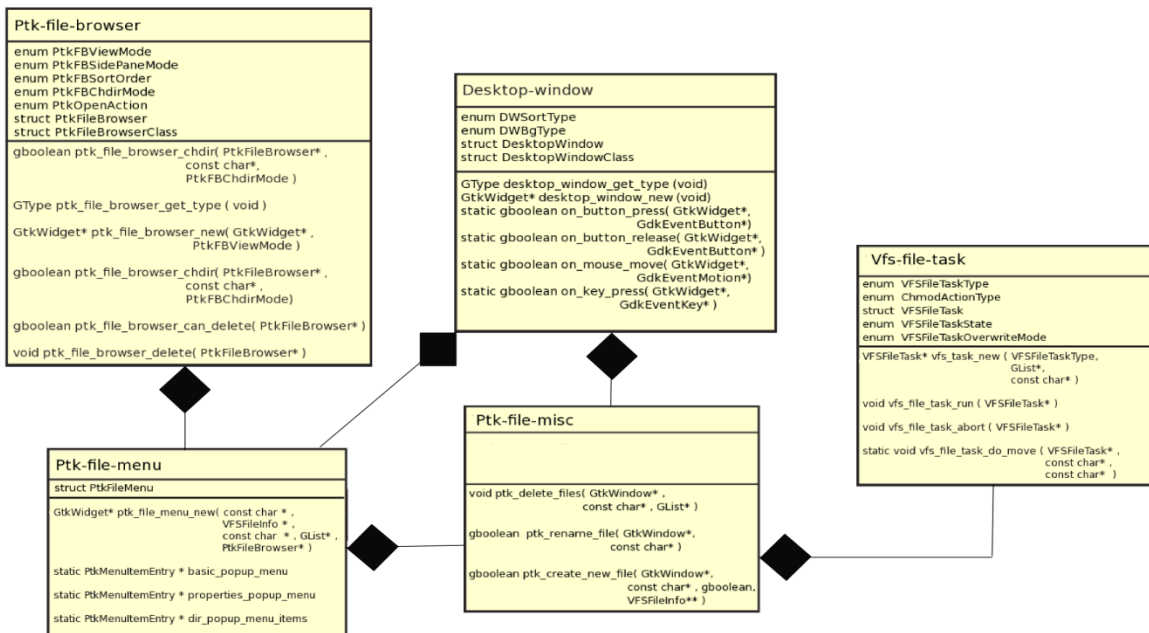 Ptk-file-browser
enum PtkFBViewMode
enum PtkFBSidePaneMode
enum PtkFBSortOrder
enum PtkFBChdirMode
enum PtkOpenAction
struct PtkFileBrowser
struct PtkFileBrowserClass
gboolean ptk_file_browser_chdir( PtkFileBrowser* ,
const char*,
PtkFBChdirMode )
GType ptk_file_browser_get_type ( void )
GtkWidget* ptk_file_browser_new( GtkWidget* ,
PtkFBViewMode )
gboolean ptk_file_browser_chdir( PtkFileBrowser* ,
const char* ,
PtkFBChdirMode)
gboolean ptk_file_browser_can_delete( PtkFileBrowser* )
void ptk_file_browser_delete( PtkFileBrowser* )
Desktop-window
enum DWSortType
enum DWBgType
struct DesktopWindow
struct DesktopWindowClass
GType desktop_window_get_type (void)
GtkWidget* desktop_window_new (void)
static gboolean on_button_press( GtkWidget*,
GdkEventButton*)
static gboolean on_button_release( GtkWidget*,
GdkEventButton* )
static gboolean on_mouse_move( GtkWidget*,
GdkEventMotion*)
static gboolean on_key_press( GtkWidget*,
GdkEventKey* )
Vfs-file-task
enum VFSFileTaskType
enum ChmodActionType
struct VFSFileTask
enum VFSFileTaskState
enum VFSFileTaskOverwriteMode
VFSFileTask* vfs_task_new ( VFSFileTaskType,
GList*,
const char* )
void vfs_file_task_run ( VFSFileTask* )
void vfs_file_task_abort ( VFSFileTask* )
static void vfs_file_task_do_move ( VFSFileTask* ,
const char* ,
const char* )
Ptk-file-menu
struct PtkFileMenu
GtkWidget* ptk_file_menu_new( const char * ,
VFSFileInfo * ,
const char * , GList* ,
PtkFileBrowser* )
static PtkMenuItemEntry * basic_popup_menu
static PtkMenuItemEntry * properties_popup_menu
static PtkMenuItemEntry * dir_popup_menu_items
Ptk-file-misc
void ptk_delete_files( GtkWindow* ,
const char* , GList* )
gboolean ptk_rename_file( GtkWindow*,
const char* )
gboolean ptk_create_new_file( GtkWindow*,
const char* , gboolean,
VFSFileInfo** )